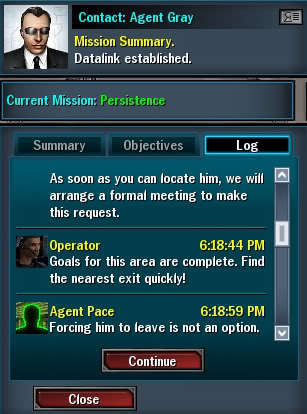 Contact: Agent Gray
Mission Summary.
Datalink established.
Current Mission: Persistence
Summary
Objectives
Log
As soon as you can locate him, we will
arrange a formal meeting to make
this request.
Operator 6:18:44 PM
Goals for this area are complete. Find
the nearest exit quickly!
Agent Pace 6:18:59 PM
Forcing him to leave is not an option.
Continue
Close